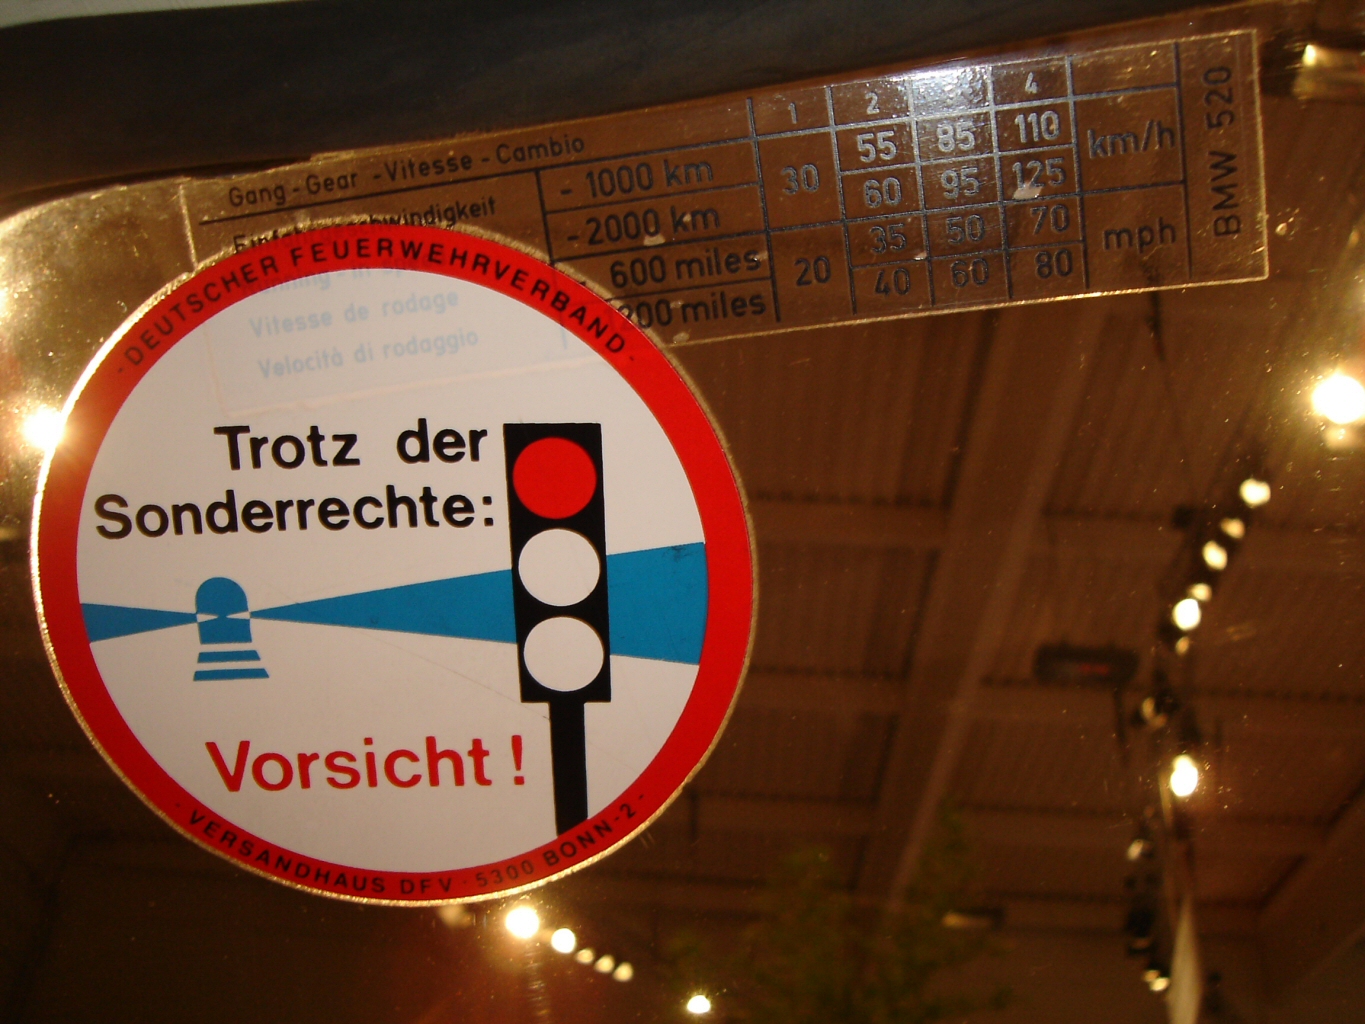 Gang-Gear-Vitesse-Cambio
1 2 4
- 1000 km 30 55 85 110 km/h
- 2000 km 60 95 125
600 miles 20 35 50 70 mph
miles 40 60 80
Vitesse de rodage
Velocità di rodaggio
BMW 520
· DEUTSCHER FEUERWEHRVERBAND ·
Trotz der
Sonderrechte:
Vorsicht!
· VERSANDHAUS DFV · 5300 BONN-2 ·